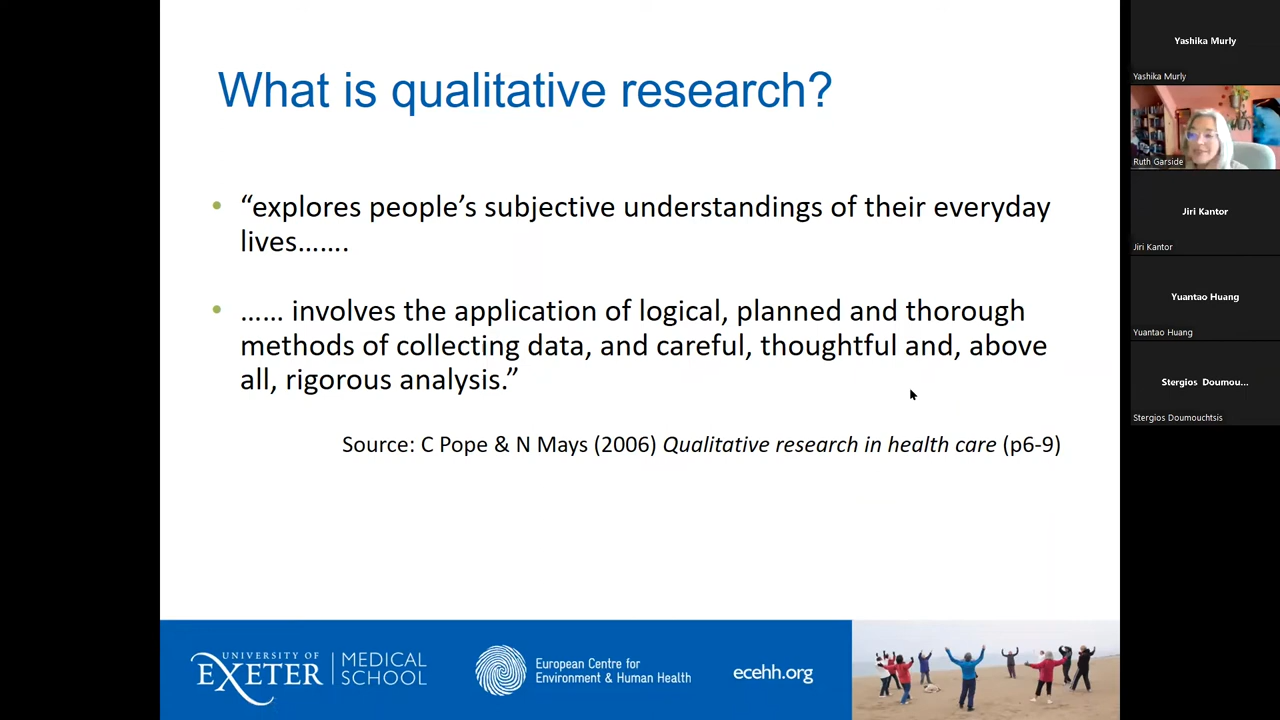 What is qualitative research?
• “explores people’s subjective understandings of their everyday
lives…….
• …… involves the application of logical, planned and thorough
methods of collecting data, and careful, thoughtful and, above
all, rigorous analysis.”
Source: C Pope & N Mays (2006) Qualitative research in health care (p6-9)
UNIVERSITY OF
EXETER
MEDICAL
SCHOOL
European Centre for
Environment & Human Health
ecehh.org
Yashika Murly
Yashika Murly
Ruth Garside
Jiri Kantor
Jiri Kantor
Yuantao Huang
Yuantao Huang
Stergios Doumou...
Stergios Doumouchtsis